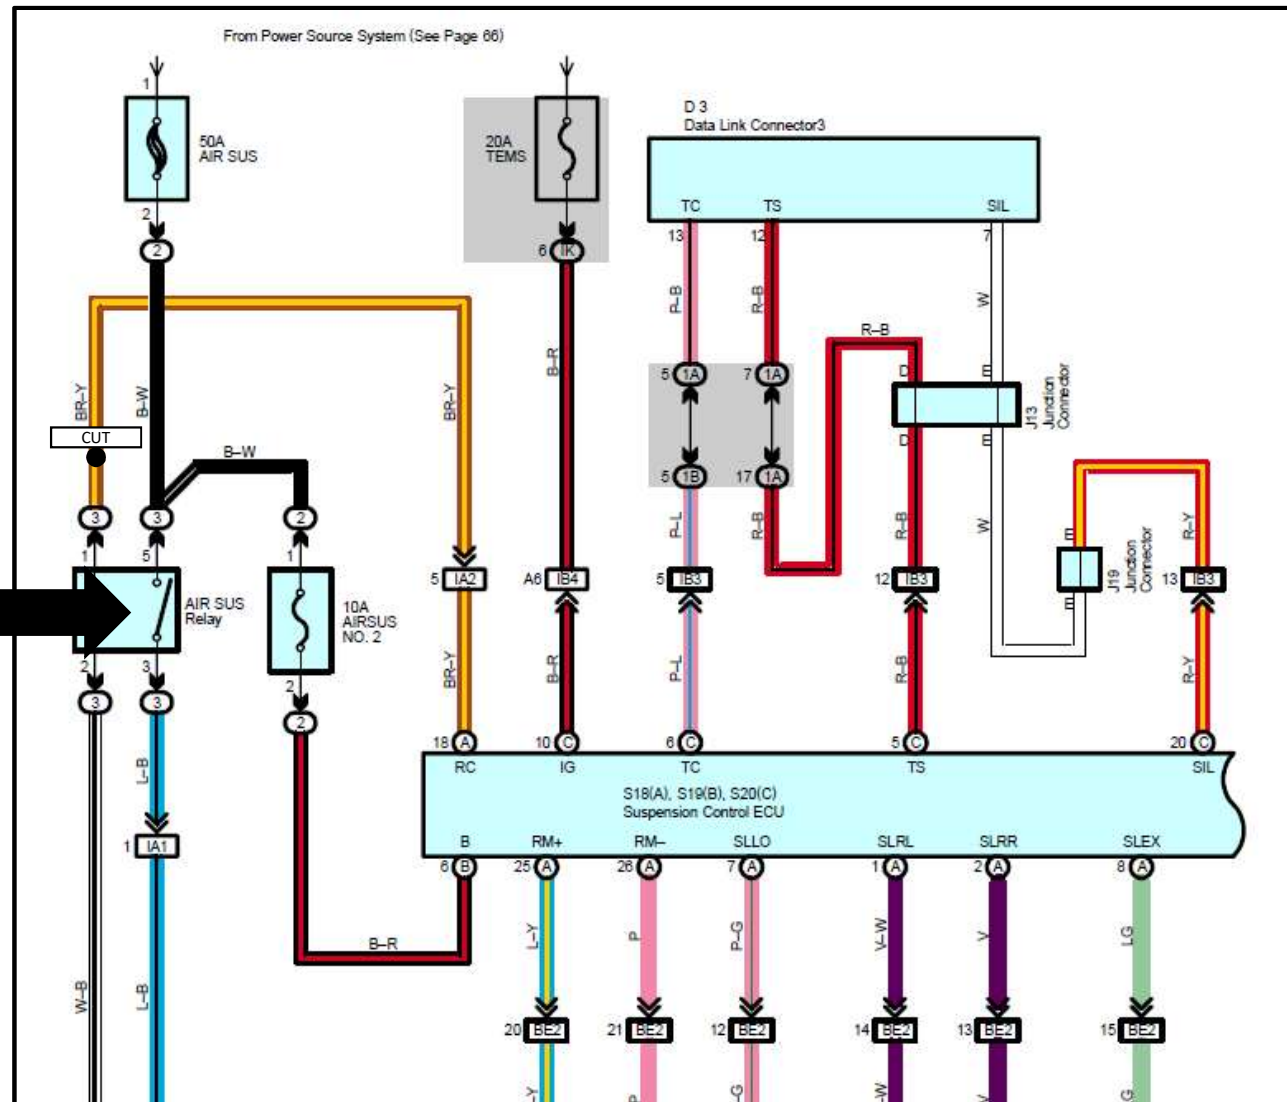 From Power Source System (See Page 66)
1
50A
AIR SUS
20A
TEMS
D 3
Data Link Connector3
TC
TS
SIL
2
13
12
7
2
6
IK
P–B
R–B
W
R–B
BR–Y
B–W
BR–Y
B–R
5
1A
7
1A
D
E
J13
Junction
Connector
CUT
B–W
D
E
5
1B
17
1A
3
3
2
P–L
R–B
R–B
W
E
R–Y
1
5
1
5
IA2
A6
IB4
5
IB3
12
IB3
J19
Junction
Connector
13
IB3
AIR SUS
Relay
10A
AIRSUS
NO. 2
E
2
3
2
BR–Y
B–R
P–L
R–B
R–Y
3
3
2
18
A
10
C
6
C
5
C
20
C
RC
IG
TC
TS
SIL
L–B
S18(A), S19(B), S20(C)
Suspension Control ECU
1
IA1
B
RM+
RM–
SLLO
SLRL
SLRR
SLEX
6
B
25
A
26
A
7
A
1
A
2
A
8
A
B–R
L–Y
P
P–G
V–W
V
LG
W–B
L–B
20
BE2
21
BE2
12
BE2
14
BE2
13
BE2
15
BE2
–Y
P
–G
–W
V
G